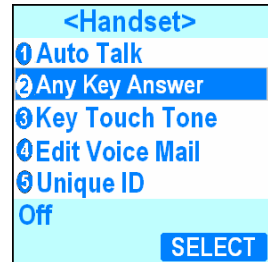 <Handset>
1 Auto Talk
2 Any Key Answer
3 Key Touch Tone
4 Edit Voice Mail
5 Unique ID
Off
SELECT